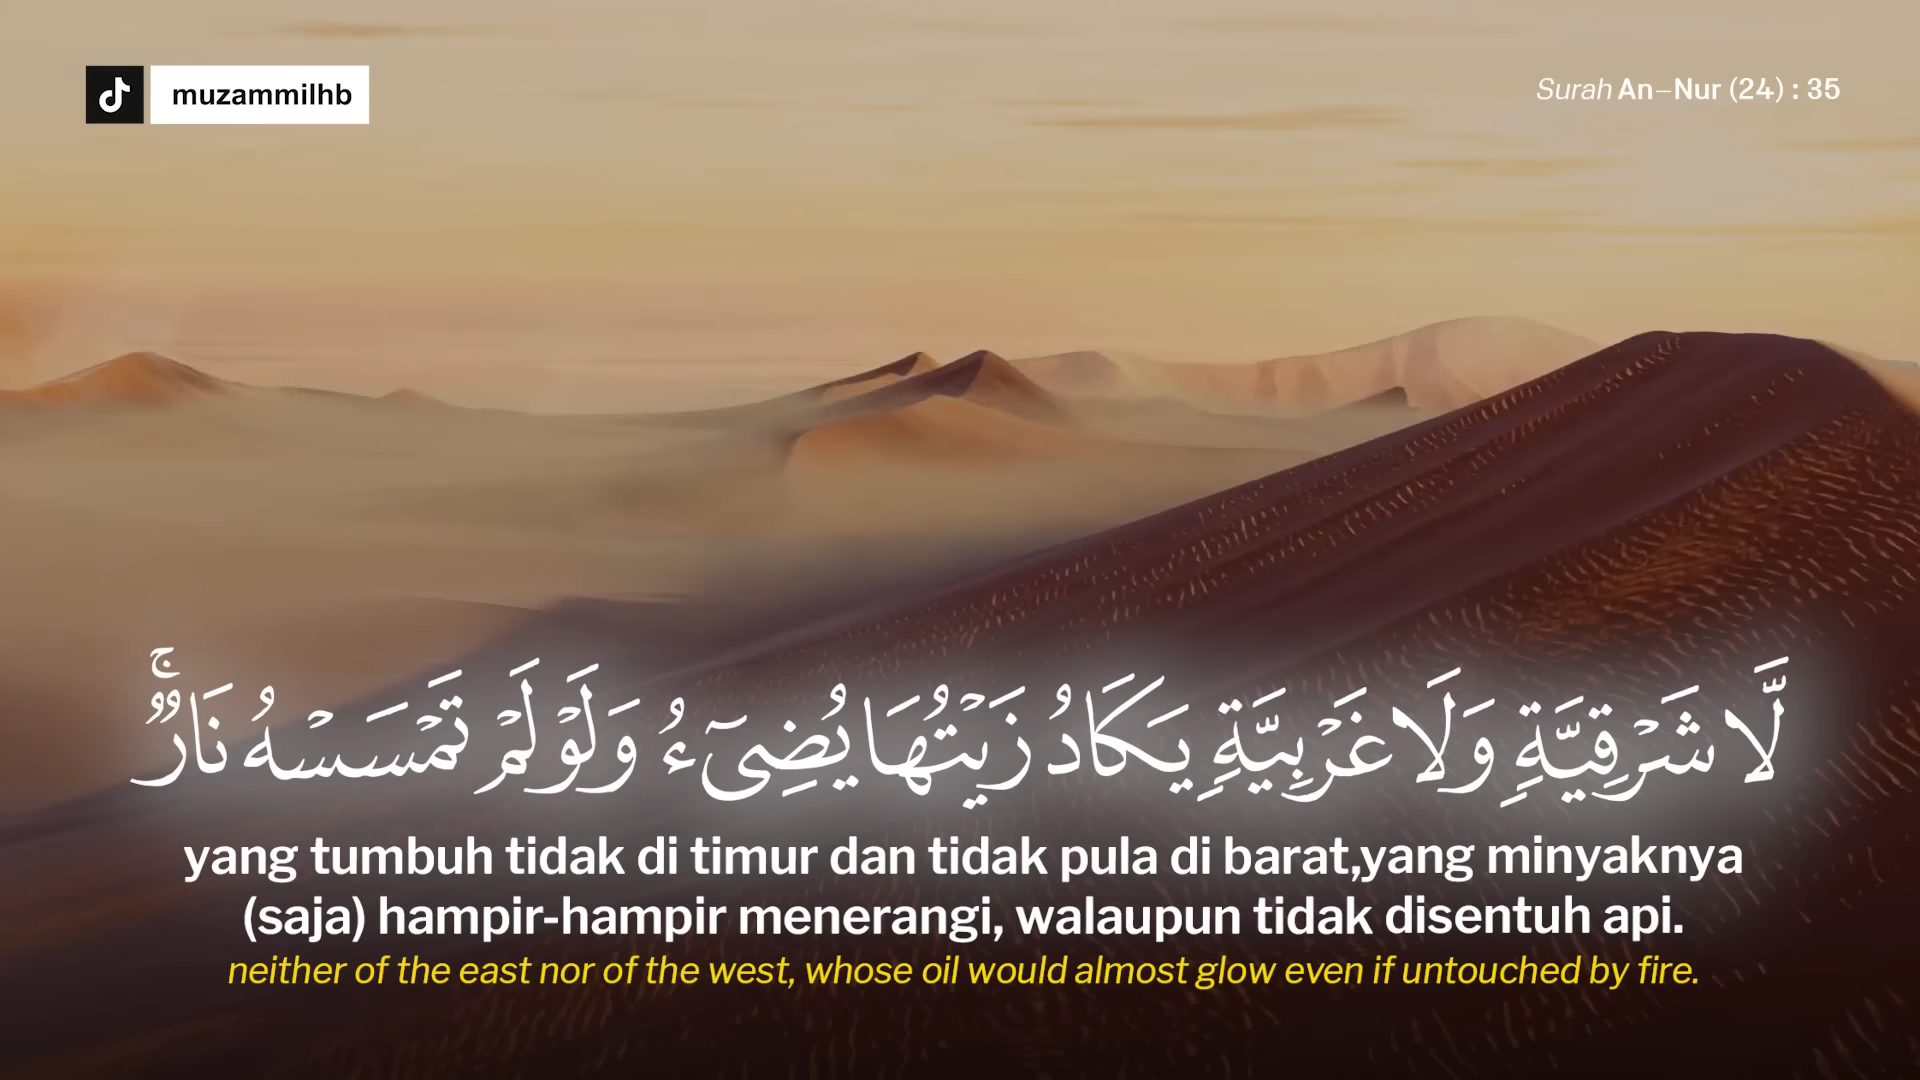 muzammilhb
Surah An–Nur (24) : 35
لَّا شَرْقِيَّةٍ وَلَا غَرْبِيَّةٍ يَكَادُ زَيْتُهَا يُضِىٓءُ وَلَوْ لَمْ تَمْسَسْهُ نَارٌۭ ۚ
yang tumbuh tidak di timur dan tidak pula di barat,yang minyaknya
(saja) hampir-hampir menerangi, walaupun tidak disentuh api.
neither of the east nor of the west, whose oil would almost glow even if untouched by fire.